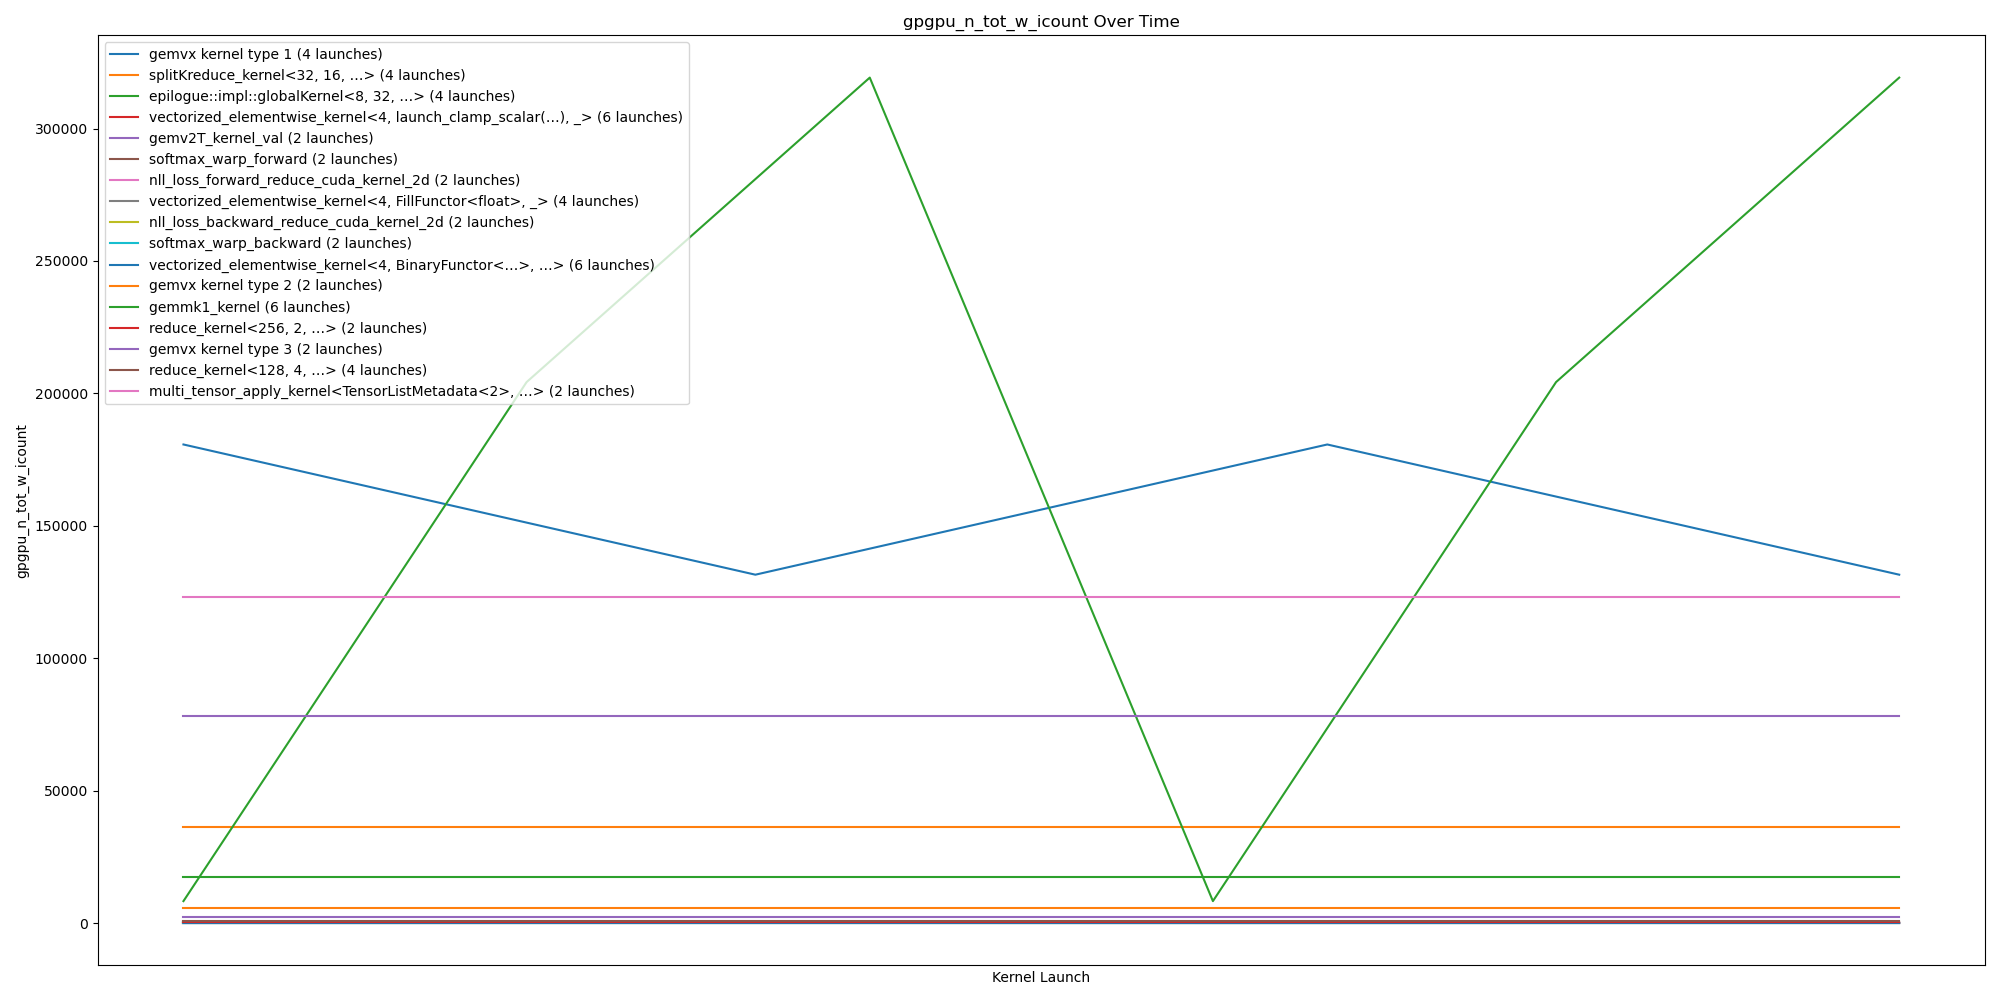 gpgpu_n_tot_w_icount Over Time
gemvx kernel type 1 (4 launches)
splitKreduce_kernel<32, 16, ...> (4 launches)
epilogue::impl::globalKernel<8, 32, ...> (4 launches)
vectorized_elementwise_kernel<4, launch_clamp_scalar(...), _> (6 launches)
gemv2T_kernel_val (2 launches)
softmax_warp_forward (2 launches)
nll_loss_forward_reduce_cuda_kernel_2d (2 launches)
vectorized_elementwise_kernel<4, FillFunctor<float>, _> (4 launches)
nll_loss_backward_reduce_cuda_kernel_2d (2 launches)
softmax_warp_backward (2 launches)
vectorized_elementwise_kernel<4, BinaryFunctor<...>, ...> (6 launches)
gemvx kernel type 2 (2 launches)
gemmk1_kernel (6 launches)
reduce_kernel<256, 2, ...> (2 launches)
gemvx kernel type 3 (2 launches)
reduce_kernel<128, 4, ...> (4 launches)
multi_tensor_apply_kernel<TensorListMetadata<2>, ...> (2 launches)
300000
250000
200000
150000
100000
50000
0
gpgpu_n_tot_w_icount
Kernel Launch